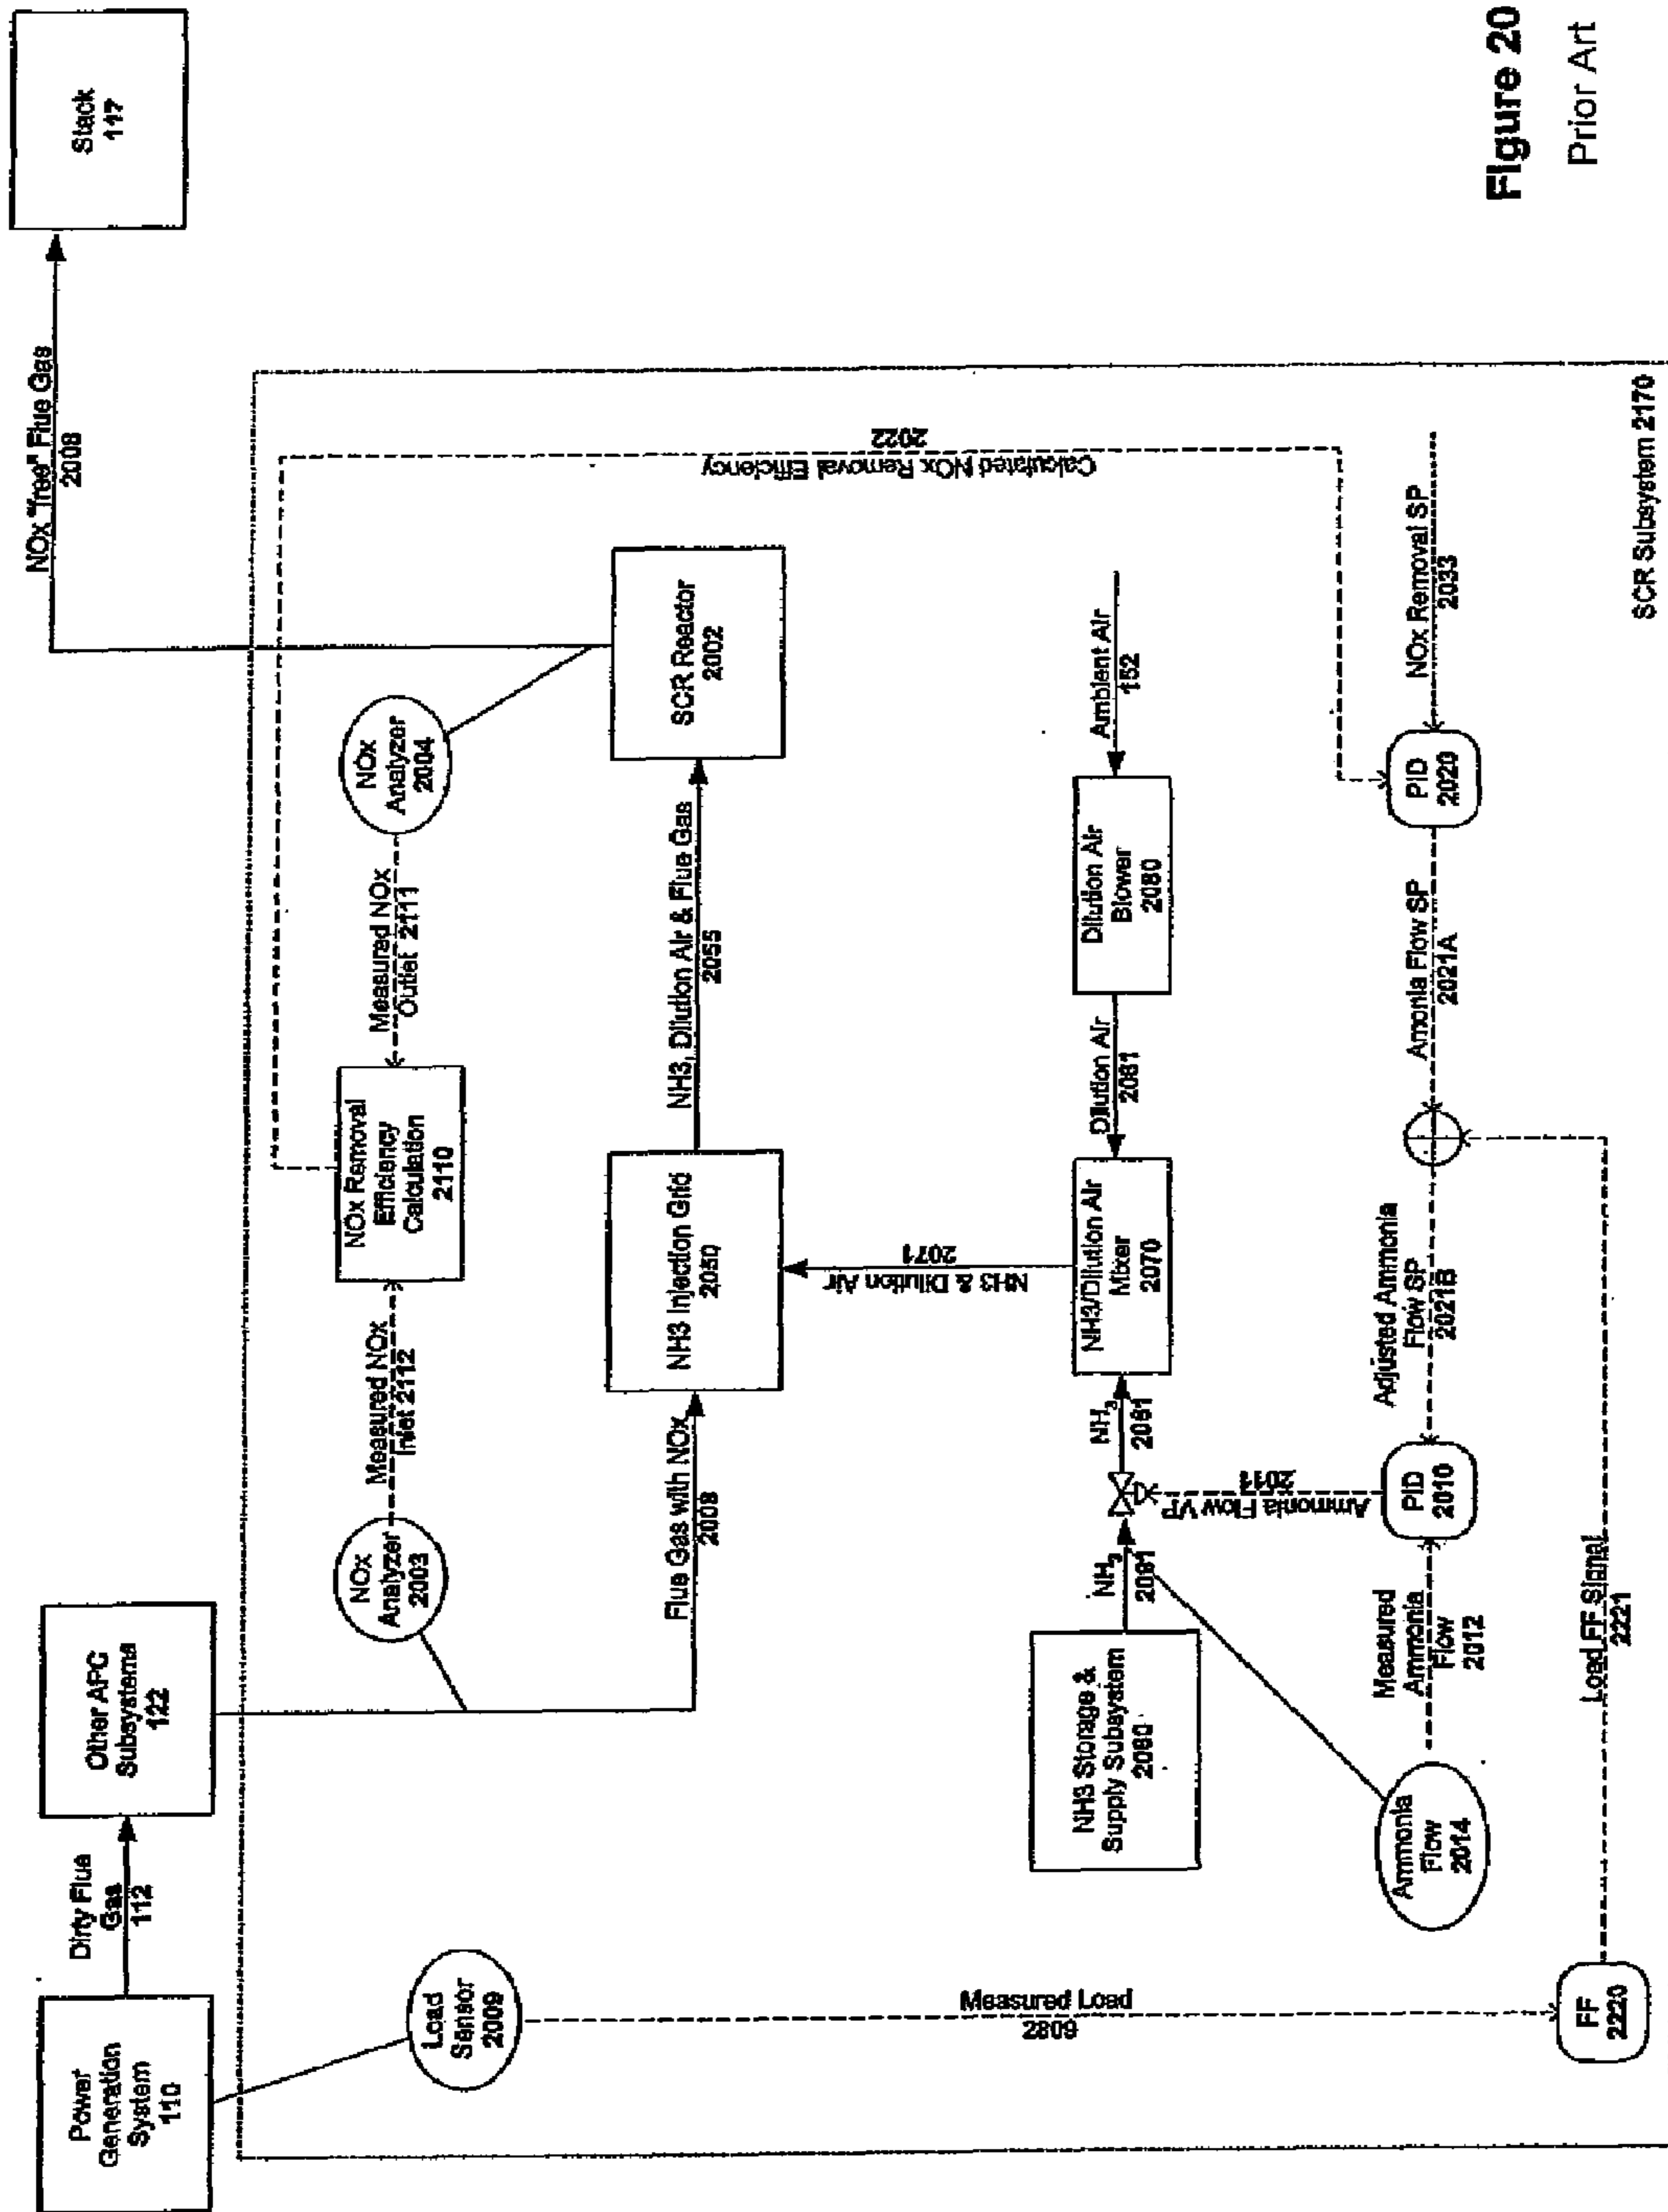 Power
Generation
System
110
Dirty Flue
Gas
112
Other APC
Subsystems
122
NOx "free" Flue Gas
2008
Stack
117
Load
Sensor
2009
NOx
Analyzer
2003
Measured NOx
Inlet 2112
NOx Removal
Efficiency
Calculation
2110
Measured NOx
Outlet 2111
NOx
Analyzer
2004
Flue Gas with NOx
2008
NH3 Injection Grid
2050
NH3, Dilution Air & Flue Gas
2055
SCR Reactor
2002
Calculated NOx Removal Efficiency
2022
NH3 & Dilution Air
2071
Measured Load
2809
NH3 Storage &
Supply Subsystem
2060
NH3
2061
NH3
2061
NH3/Dilution Air
Mixer
2070
Dilution Air
2081
Dilution Air
Blower
2080
Ambient Air
152
Ammonia Flow VP
2011
Ammonia
Flow
2014
Measured
Ammonia
Flow
2012
PID
2010
Adjusted Ammonia
Flow SP
2021B
Amonia Flow SP
2021A
PID
2020
NOx Removal SP
2033
FF
2220
Load FF Signal
2221
SCR Subsystem 2170
Figure 20
Prior Art